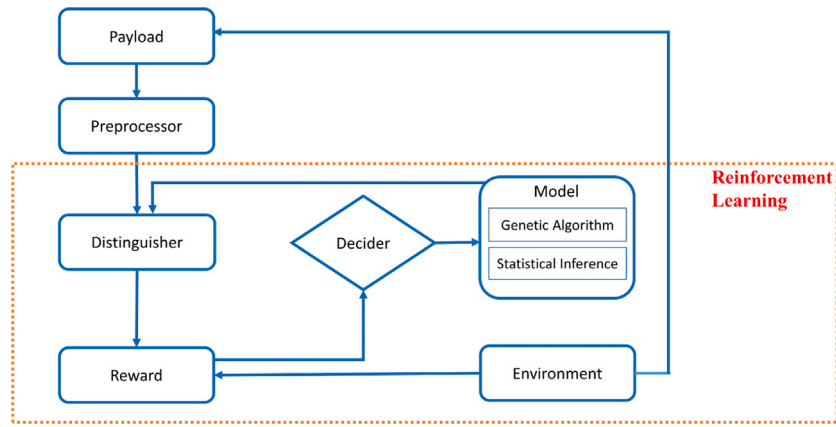 Payload
Preprocessor
Reinforcement
Learning
Model
Genetic Algorithm
Distinguisher
Decider
Statistical Inference
Reward
Environment